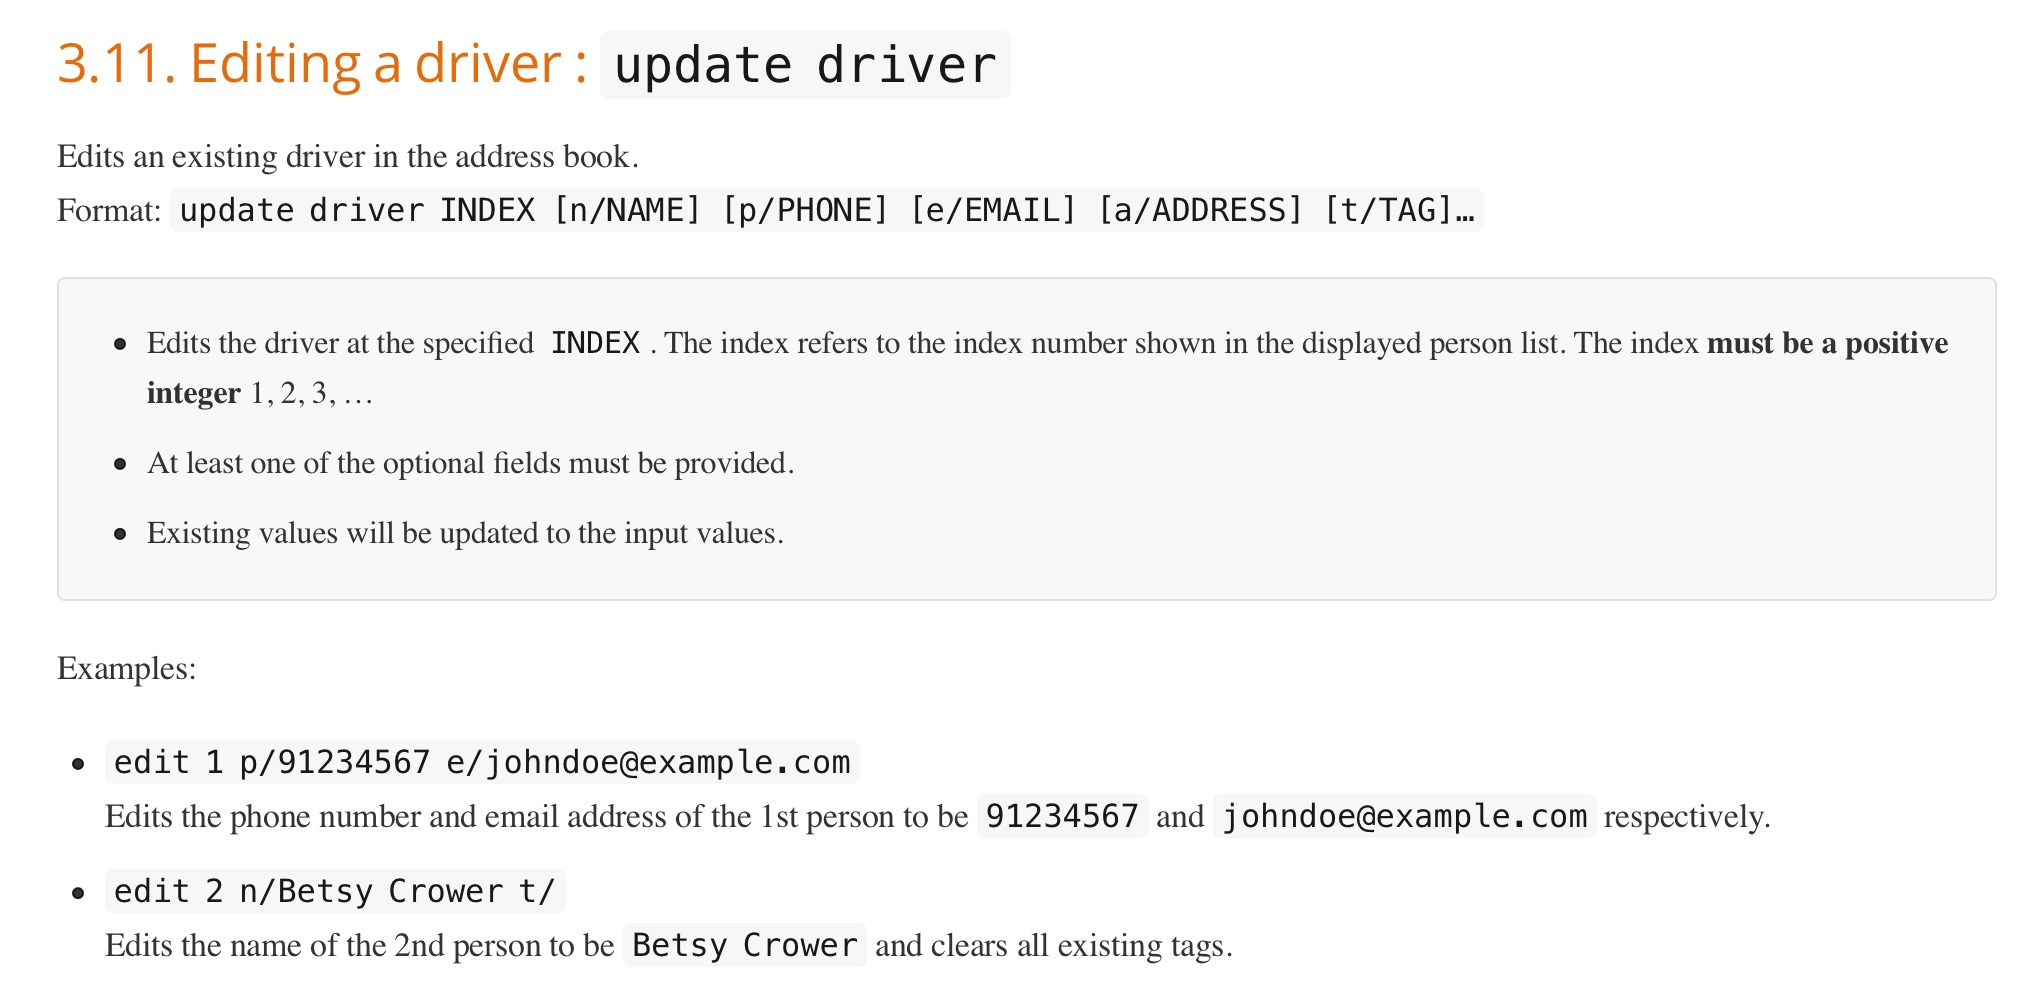 3.11. Editing a driver : update driver
Edits an existing driver in the address book.
Format: update driver INDEX [n/NAME] [p/PHONE] [e/EMAIL] [a/ADDRESS] [t/TAG]…
• Edits the driver at the specified INDEX . The index refers to the index number shown in the displayed person list. The index must be a positive
integer 1, 2, 3, …
• At least one of the optional fields must be provided.
• Existing values will be updated to the input values.
Examples:
• edit 1 p/91234567 e/johndoe@example.com
Edits the phone number and email address of the 1st person to be 91234567 and johndoe@example.com respectively.
• edit 2 n/Betsy Crower t/
Edits the name of the 2nd person to be Betsy Crower and clears all existing tags.